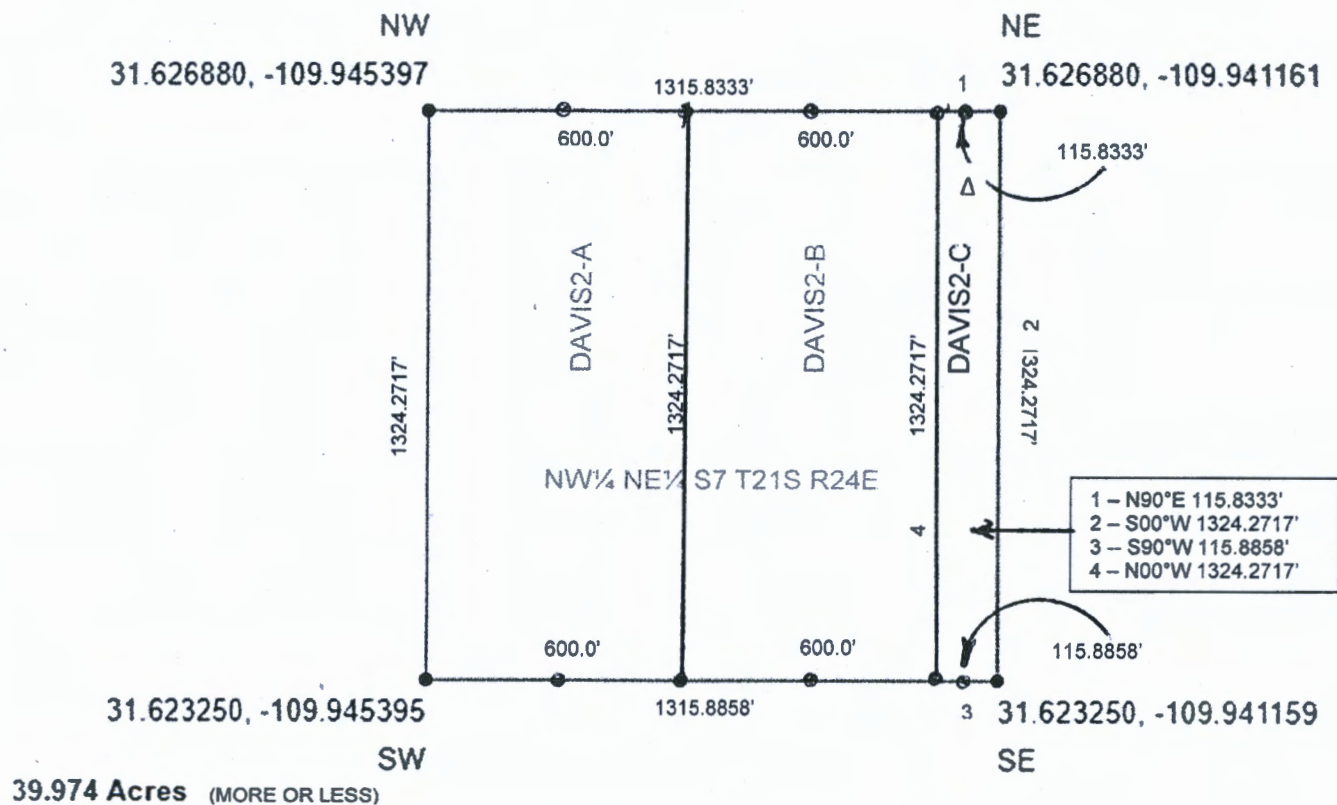 NW
NE
31.626880, -109.945397
1315.8333'
1
31.626880, -109.941161
600.0'
600.0'
115.8333'
Δ
DAVIS2-A
DAVIS2-B
DAVIS2-C
1324.2717'
1324.2717'
1324.2717'
2 1324.2717'
NW¼ NE¼ S7 T21S R24E
4
1 – N90°E 115.8333'
2 – S00°W 1324.2717'
3 – S90°W 115.8858'
4 – N00°W 1324.2717'
600.0'
600.0'
115.8858'
31.623250, -109.945395
1315.8858'
3
31.623250, -109.941159
SW
SE
39.974 Acres (MORE OR LESS)